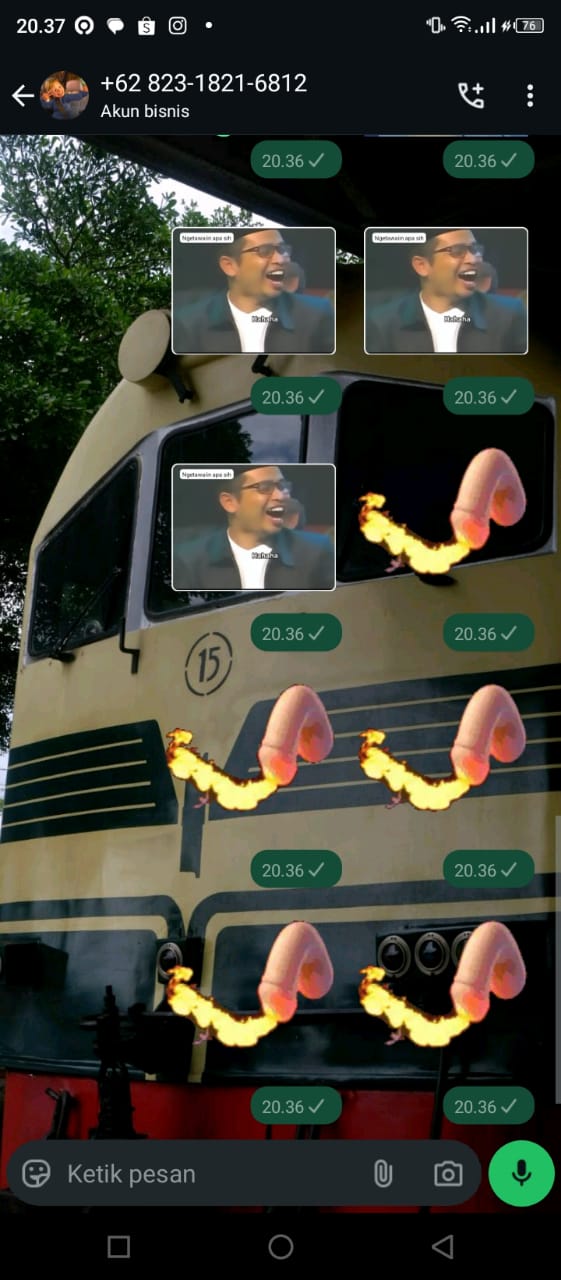 20.37
76
+62 823-1821-6812
Akun bisnis
20.36 20.36
Ngetawain apa sih Ngetawain apa sih
Hahaha Hahaha
20.36 20.36
Ngetawain apa sih
Hahaha
20.36 20.36
15
20.36 20.36
20.36 20.36
Ketik pesan